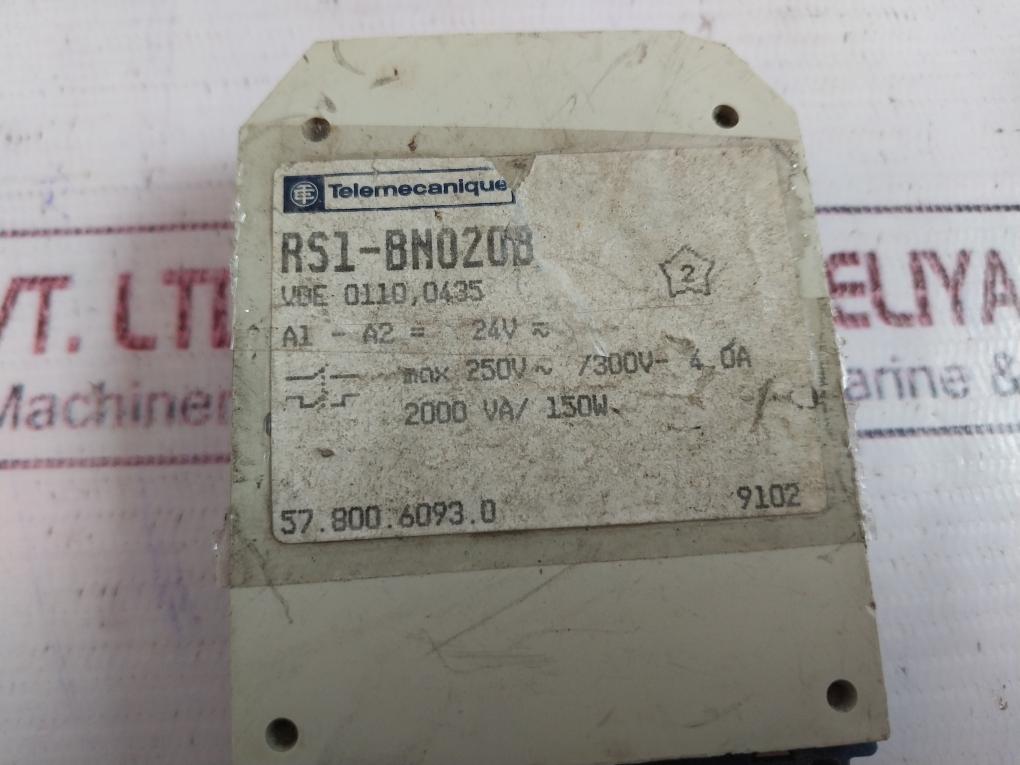 Telemecanique
RS1-BN020B
VDE 0110,0435
2
A1 - A2 = 24V ≂
max 250V~ /300V- 4.0A
2000 VA/ 150W
57.800.6093.0
9102
VT. LTD
Machiner
ELIYA
arine &